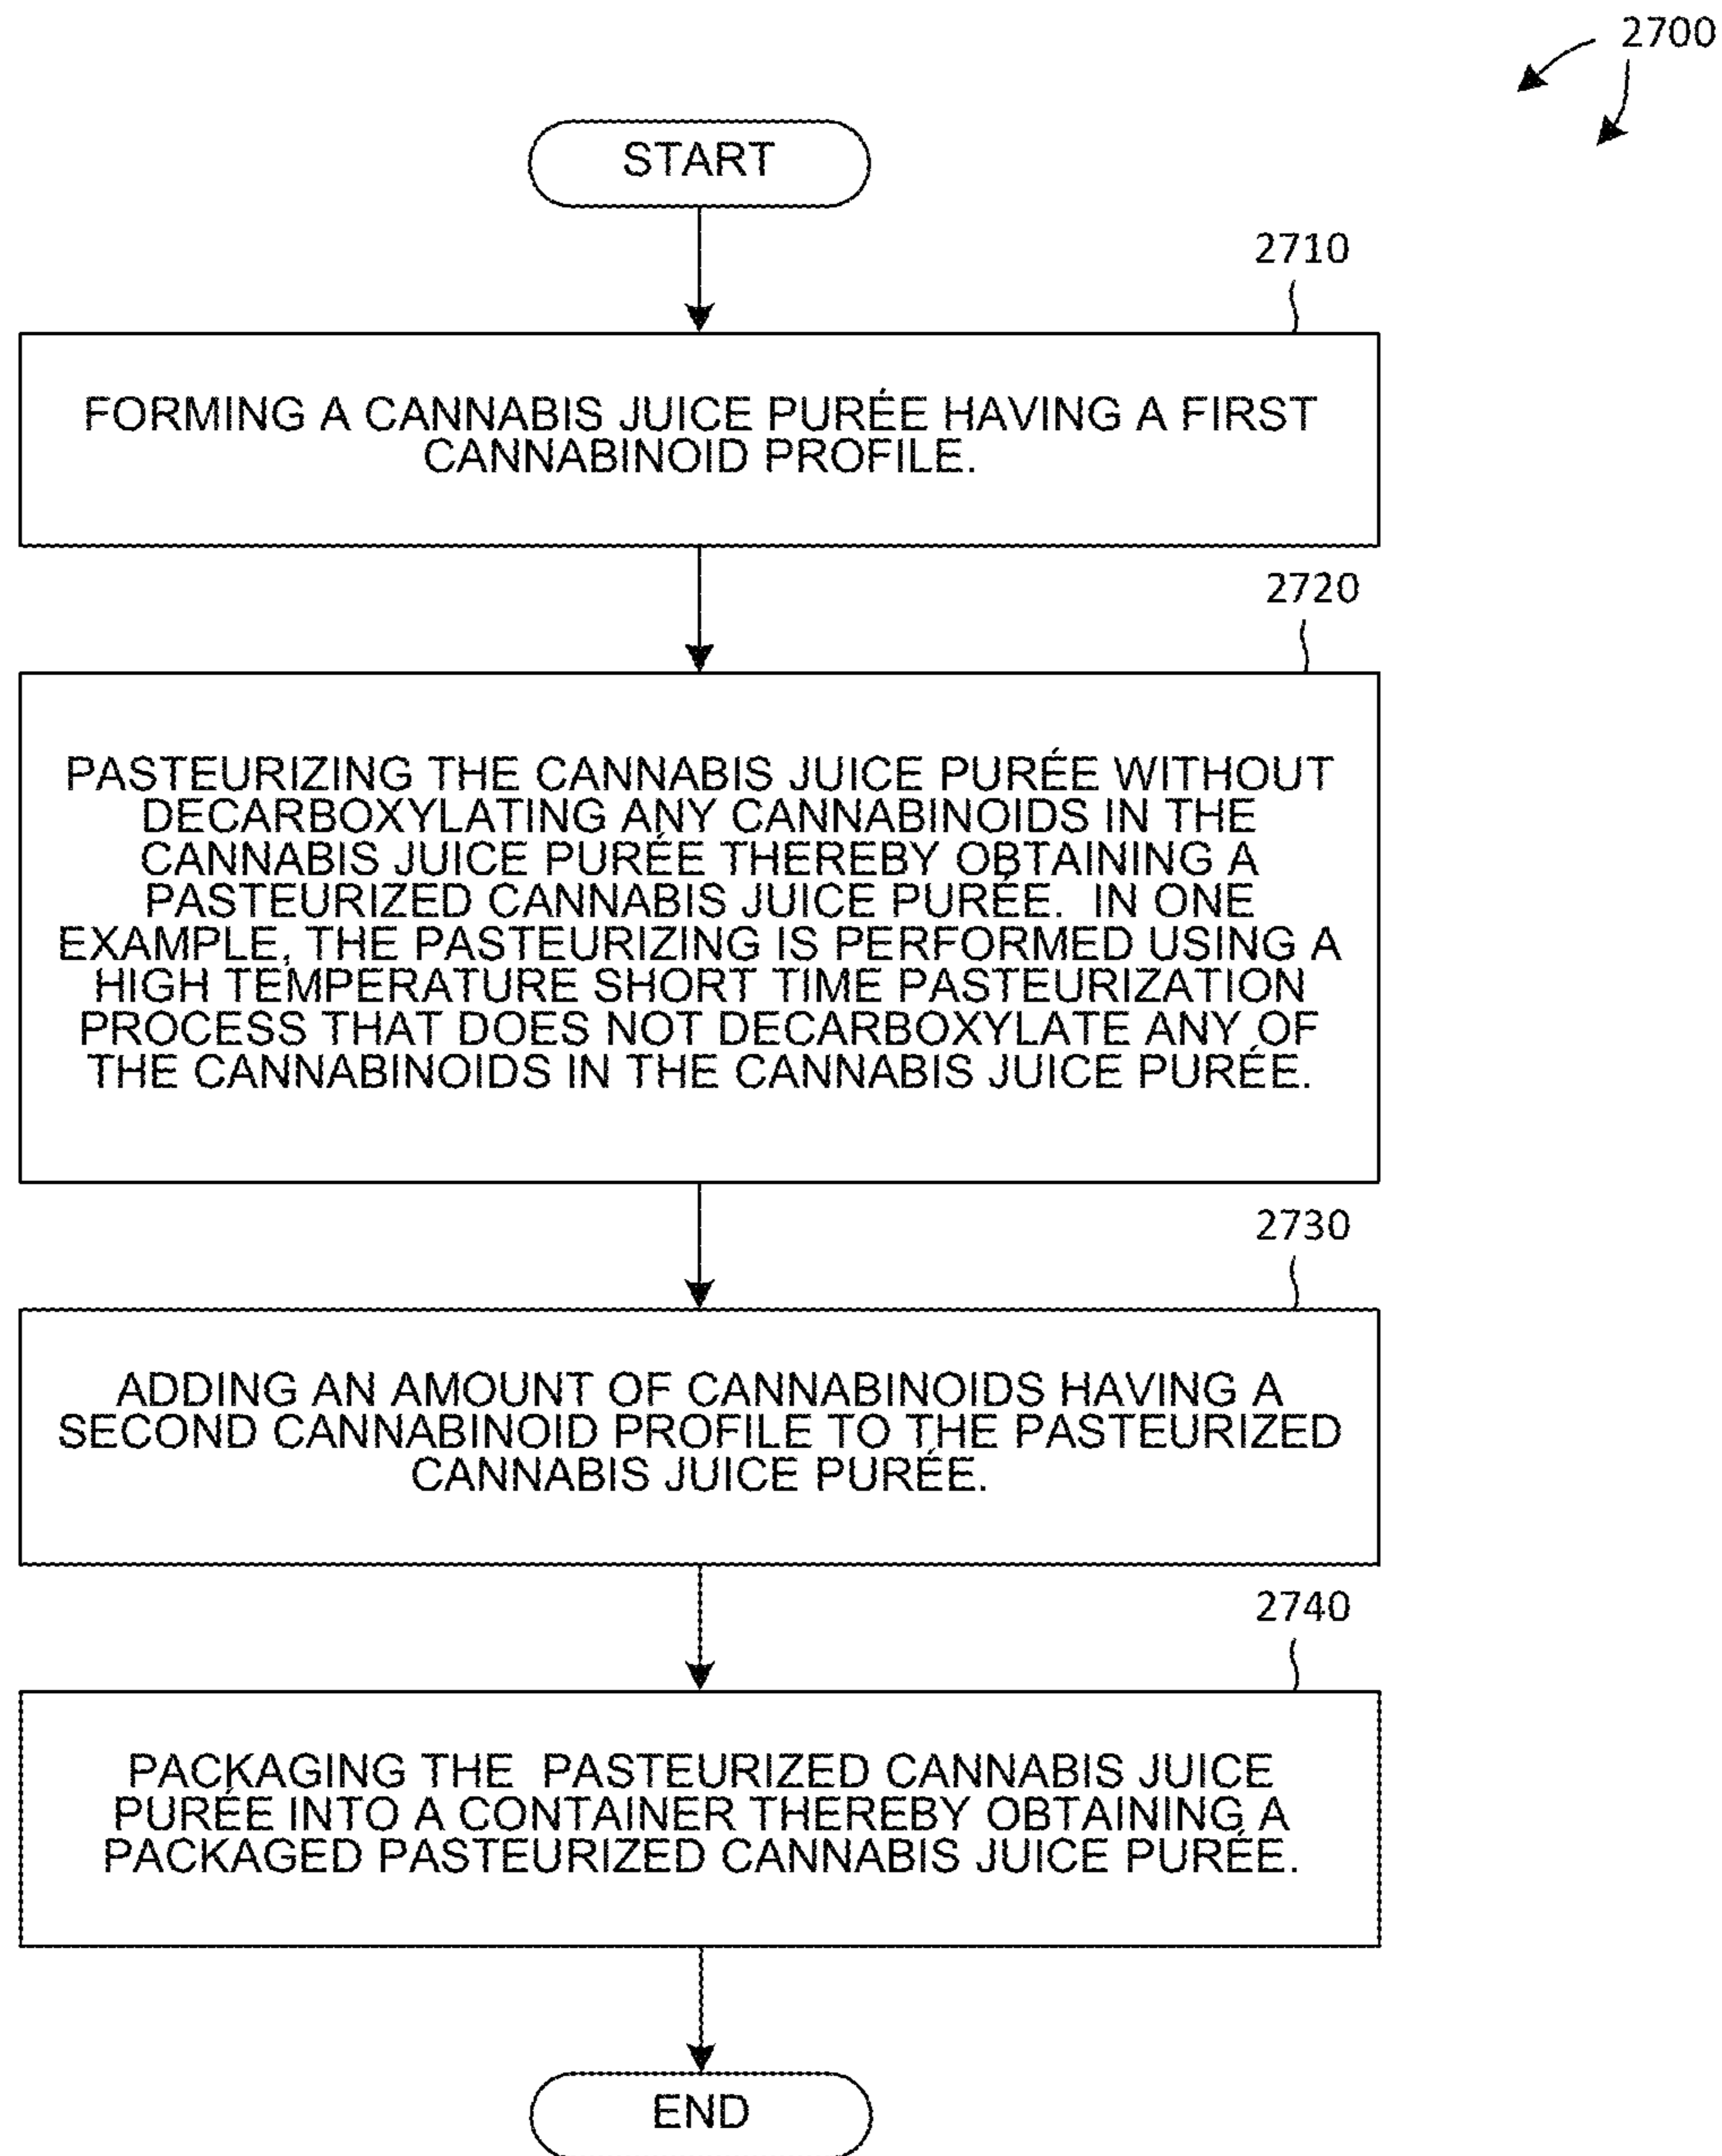 2700
START
2710
FORMING A CANNABIS JUICE PURÉE HAVING A FIRST
CANNABINOID PROFILE.
2720
PASTEURIZING THE CANNABIS JUICE PURÉE WITHOUT
DECARBOXYLATING ANY CANNABINOIDS IN THE
CANNABIS JUICE PURÉE THEREBY OBTAINING A
PASTEURIZED CANNABIS JUICE PURÉE. IN ONE
EXAMPLE, THE PASTEURIZING IS PERFORMED USING A
HIGH TEMPERATURE SHORT TIME PASTEURIZATION
PROCESS THAT DOES NOT DECARBOXYLATE ANY OF
THE CANNABINOIDS IN THE CANNABIS JUICE PURÉE.
2730
ADDING AN AMOUNT OF CANNABINOIDS HAVING A
SECOND CANNABINOID PROFILE TO THE PASTEURIZED
CANNABIS JUICE PURÉE.
2740
PACKAGING THE PASTEURIZED CANNABIS JUICE
PURÉE INTO A CONTAINER THEREBY OBTAINING A
PACKAGED PASTEURIZED CANNABIS JUICE PURÉE.
END